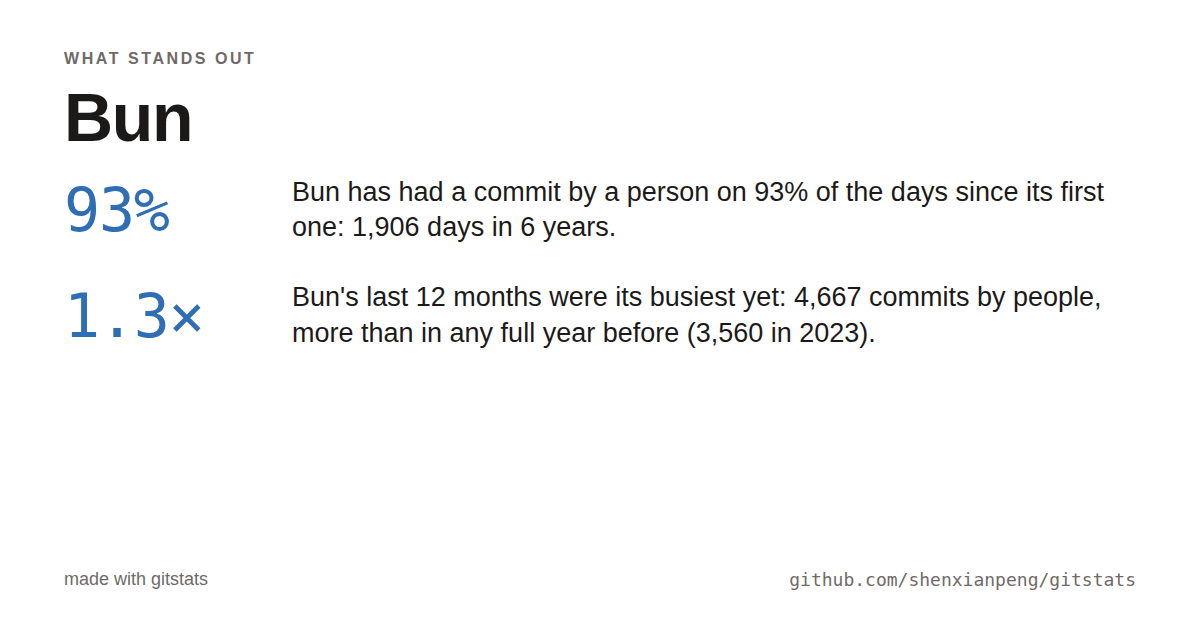 WHAT STANDS OUT
Bun
93%
Bun has had a commit by a person on 93% of the days since its first
one: 1,906 days in 6 years.
1.3×
Bun's last 12 months were its busiest yet: 4,667 commits by people,
more than in any full year before (3,560 in 2023).
made with gitstats
github.com/shenxianpeng/gitstats